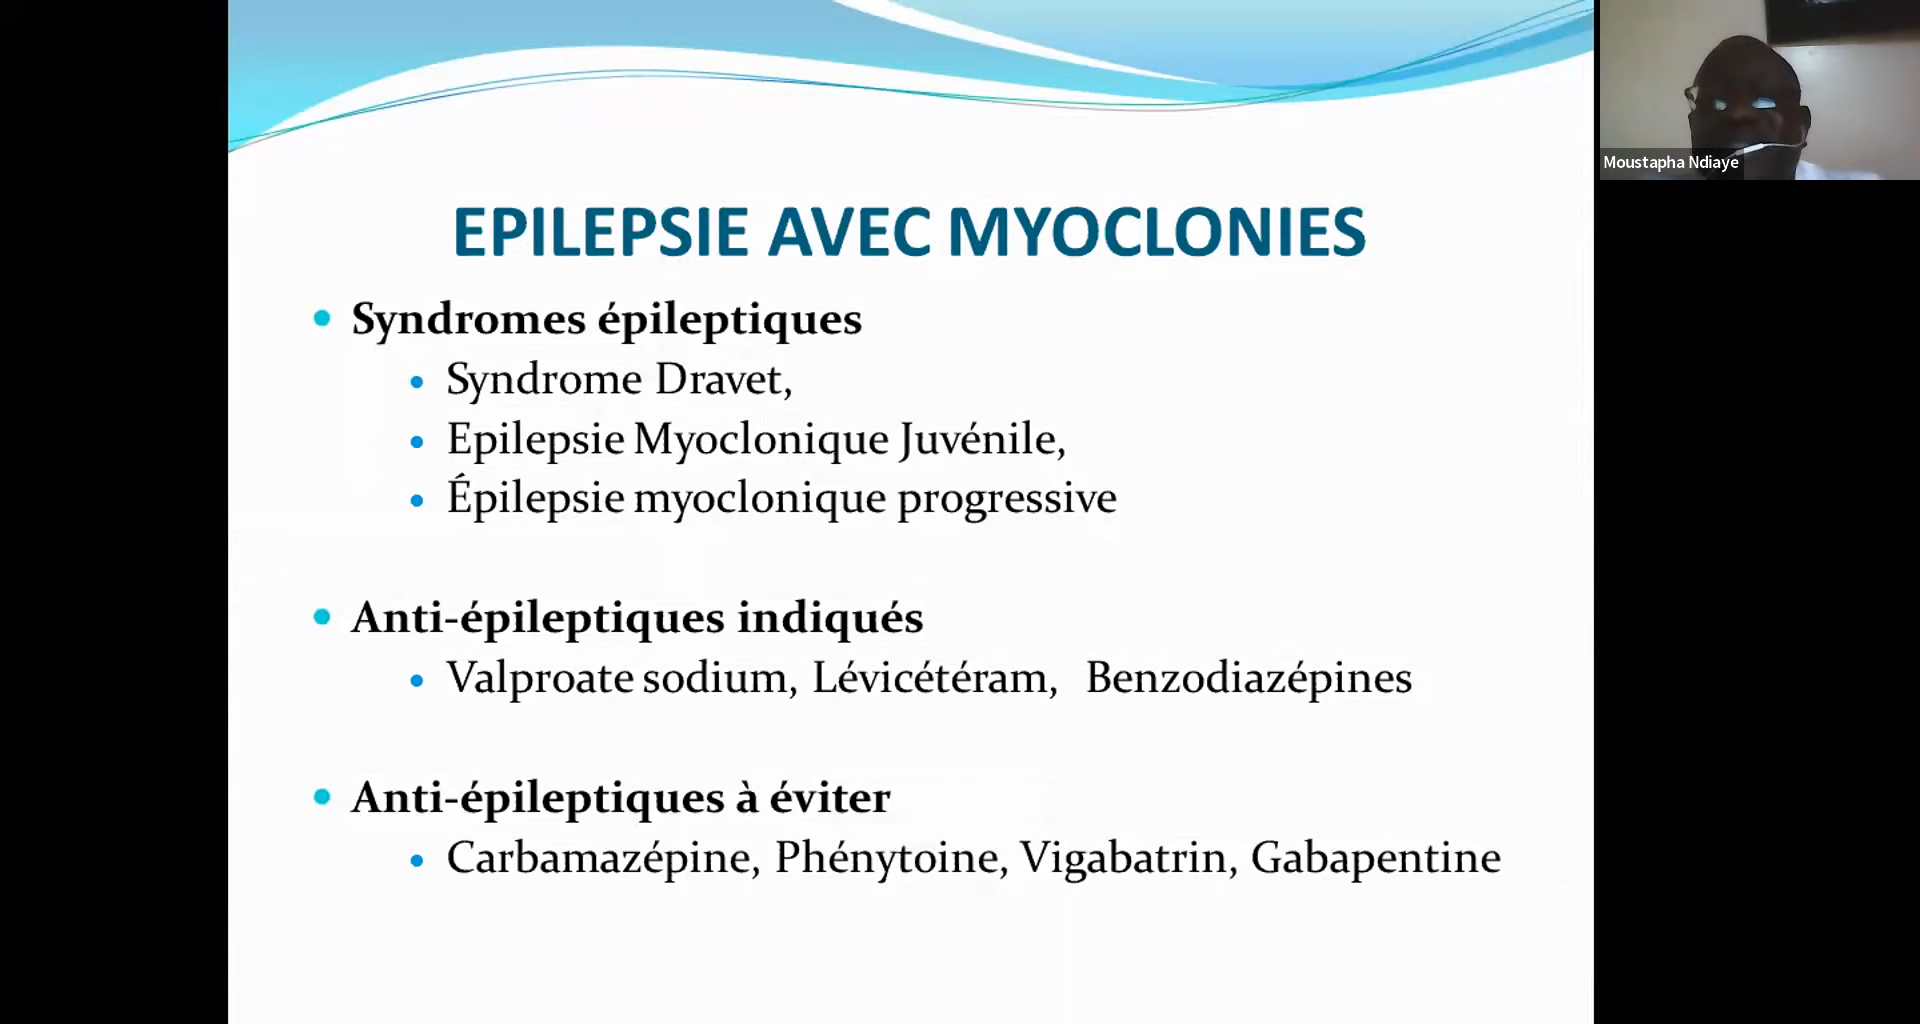 Moustapha Ndiaye
EPILEPSIE AVEC MYOCLONIES
Syndromes épileptiques
Syndrome Dravet,
Epilepsie Myoclonique Juvénile,
Épilepsie myoclonique progressive
Anti-épileptiques indiqués
Valproate sodium, Lévicétéram, Benzodiazépines
Anti-épileptiques à éviter
Carbamazépine, Phénytoine, Vigabatrin, Gabapentine